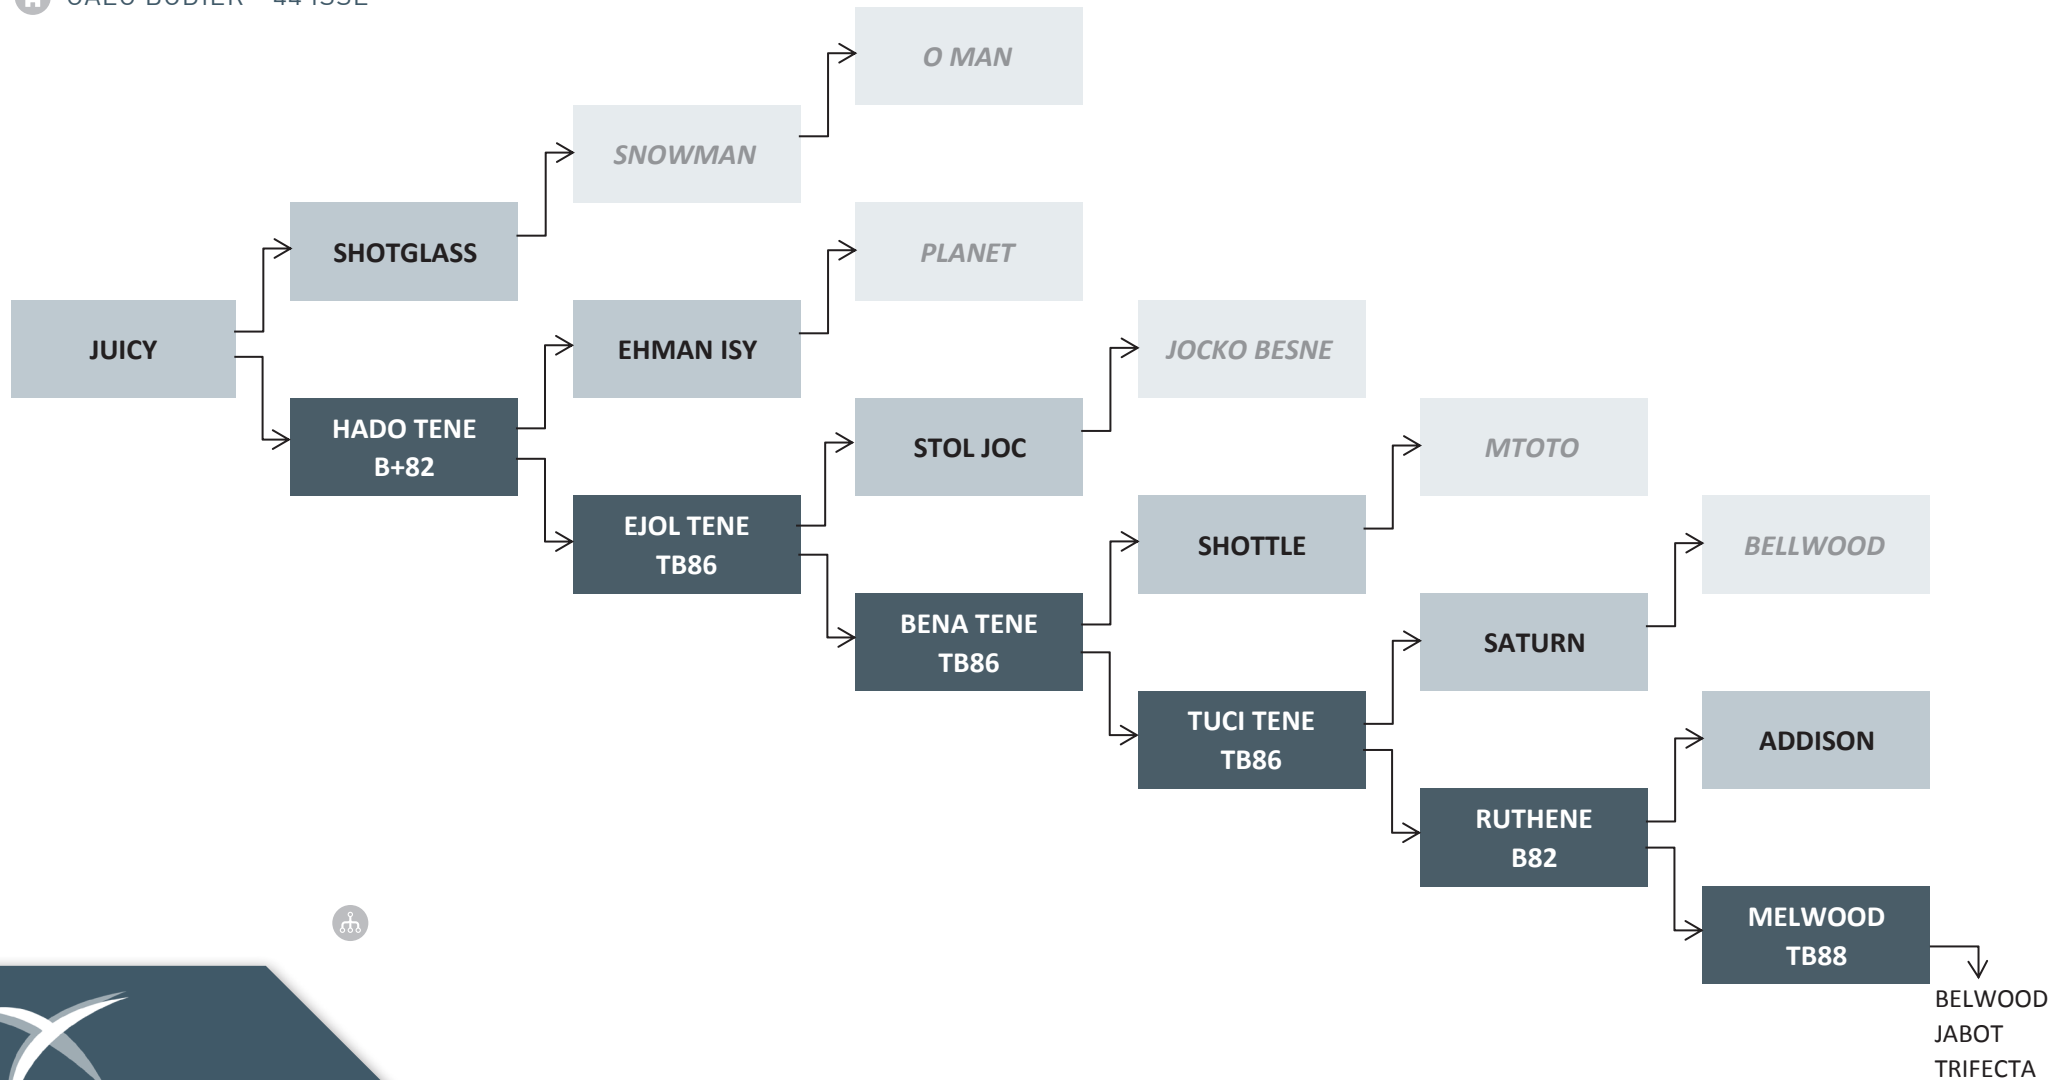 O MAN
SNOWMAN
SHOTGLASS
PLANET
JUICY
EHMAN ISY
JOCKO BESNE
HADO TENE
B+82
STOL JOC
MTOTO
EJOL TENE
TB86
SHOTTLE
BELLWOOD
BENA TENE
TB86
SATURN
TUCI TENE
TB86
ADDISON
RUTHENE
B82
MELWOOD
TB88
BELWOOD
JABOT
TRIFECTA